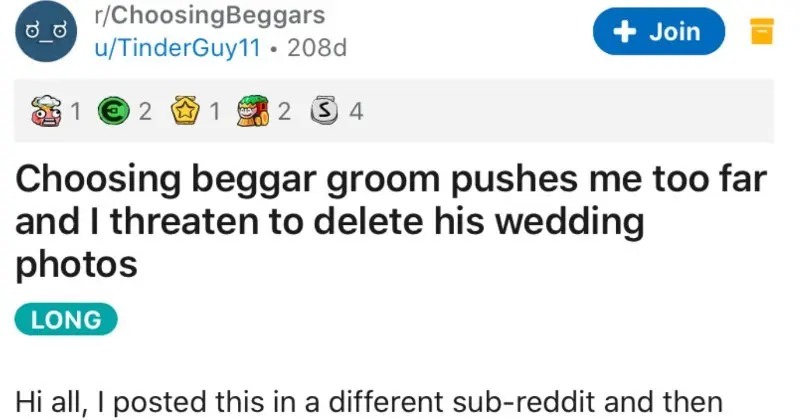 r/ChoosingBeggars
u/TinderGuy11 • 208d
+ Join
1 2 1 2 S 4
Choosing beggar groom pushes me too far
and I threaten to delete his wedding
photos
LONG
Hi all, I posted this in a different sub-reddit and then